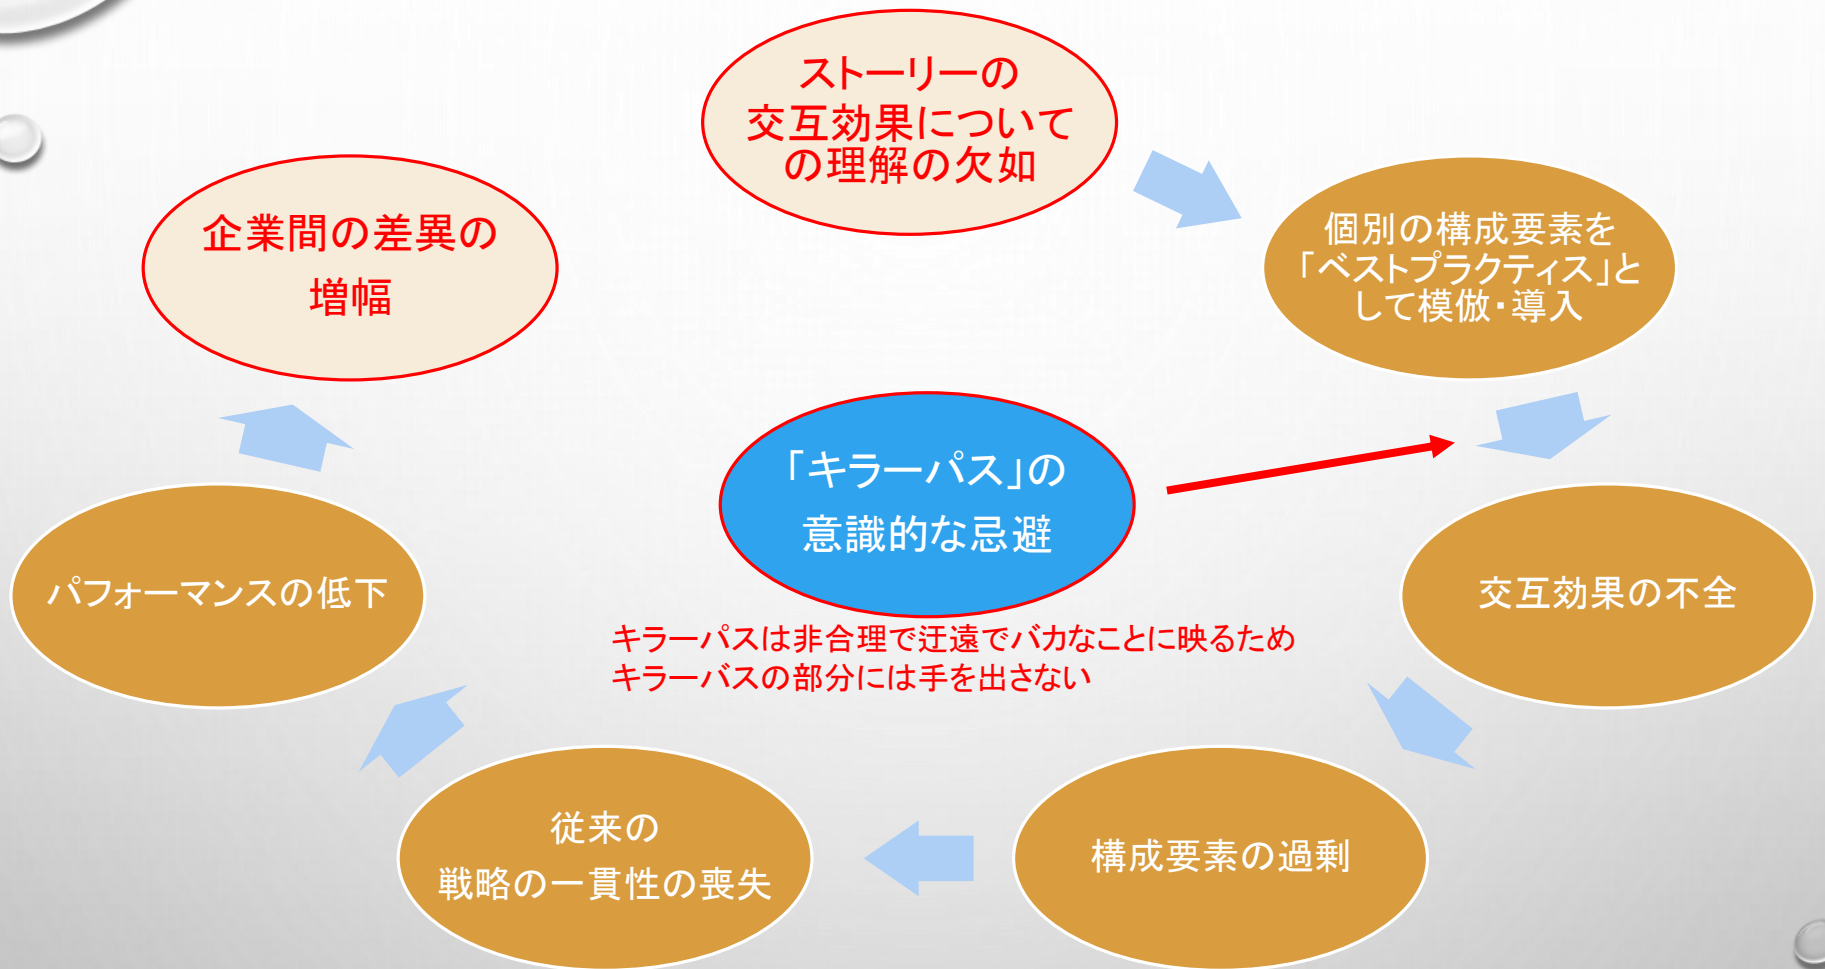 ストーリーの
交互効果について
の理解の欠如
個別の構成要素を
「ベストプラクティス」と
して模倣・導入
交互効果の不全
構成要素の過剰
従来の
戦略の一貫性の喪失
パフォーマンスの低下
企業間の差異の
増幅
「キラーパス」の
意識的な忌避
キラーパスは非合理で迂遠でバカなことに映るため
キラーバスの部分には手を出さない